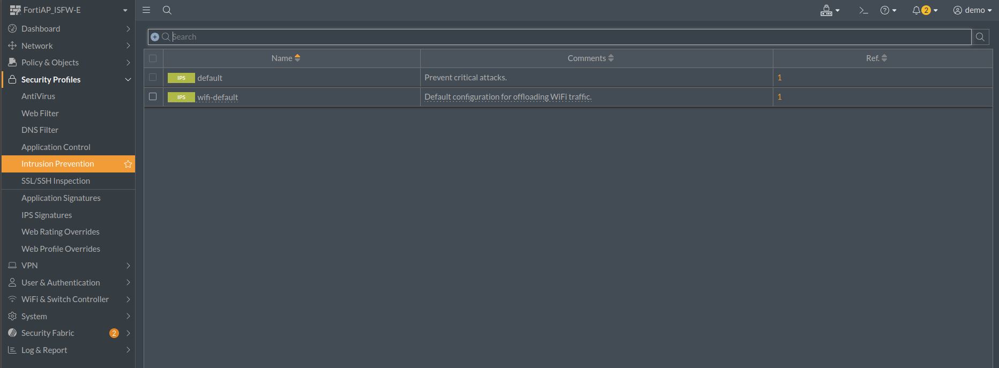 FortiAP_ISFW-E
2
demo
Dashboard
Network
Policy & Objects
Security Profiles
AntiVirus
Web Filter
DNS Filter
Application Control
Intrusion Prevention
SSL/SSH Inspection
Application Signatures
IPS Signatures
Web Rating Overrides
Web Profile Overrides
VPN
User & Authentication
WiFi & Switch Controller
System
Security Fabric 2
Log & Report
Search
Name Comments Ref.
IPS default Prevent critical attacks. 1
IPS wifi-default Default configuration for offloading WiFi traffic. 1